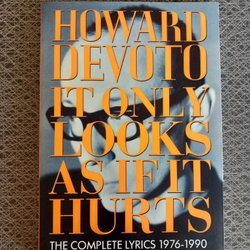 HOWARD
DEVOTO
IT ONLY
LOOKS
AS IF IT
HURTS
THE COMPLETE LYRICS 1976-1990